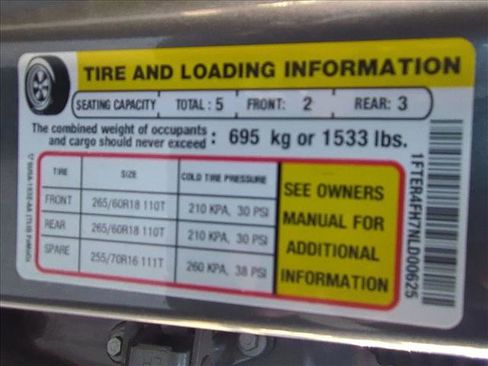 TIRE AND LOADING INFORMATION
SEATING CAPACITY TOTAL: 5 FRONT: 2 REAR: 3
The combined weight of occupants
and cargo should never exceed : 695 kg or 1533 lbs.
TIRE SIZE COLD TIRE PRESSURE
FRONT 265/60R18 110T 210 KPA, 30 PSI
REAR 265/60R18 110T 210 KPA, 30 PSI
SPARE 255/70R16 111T 260 KPA, 38 PSI
SEE OWNERS
MANUAL FOR
ADDITIONAL
INFORMATION
1FTER4FH7NLD00625